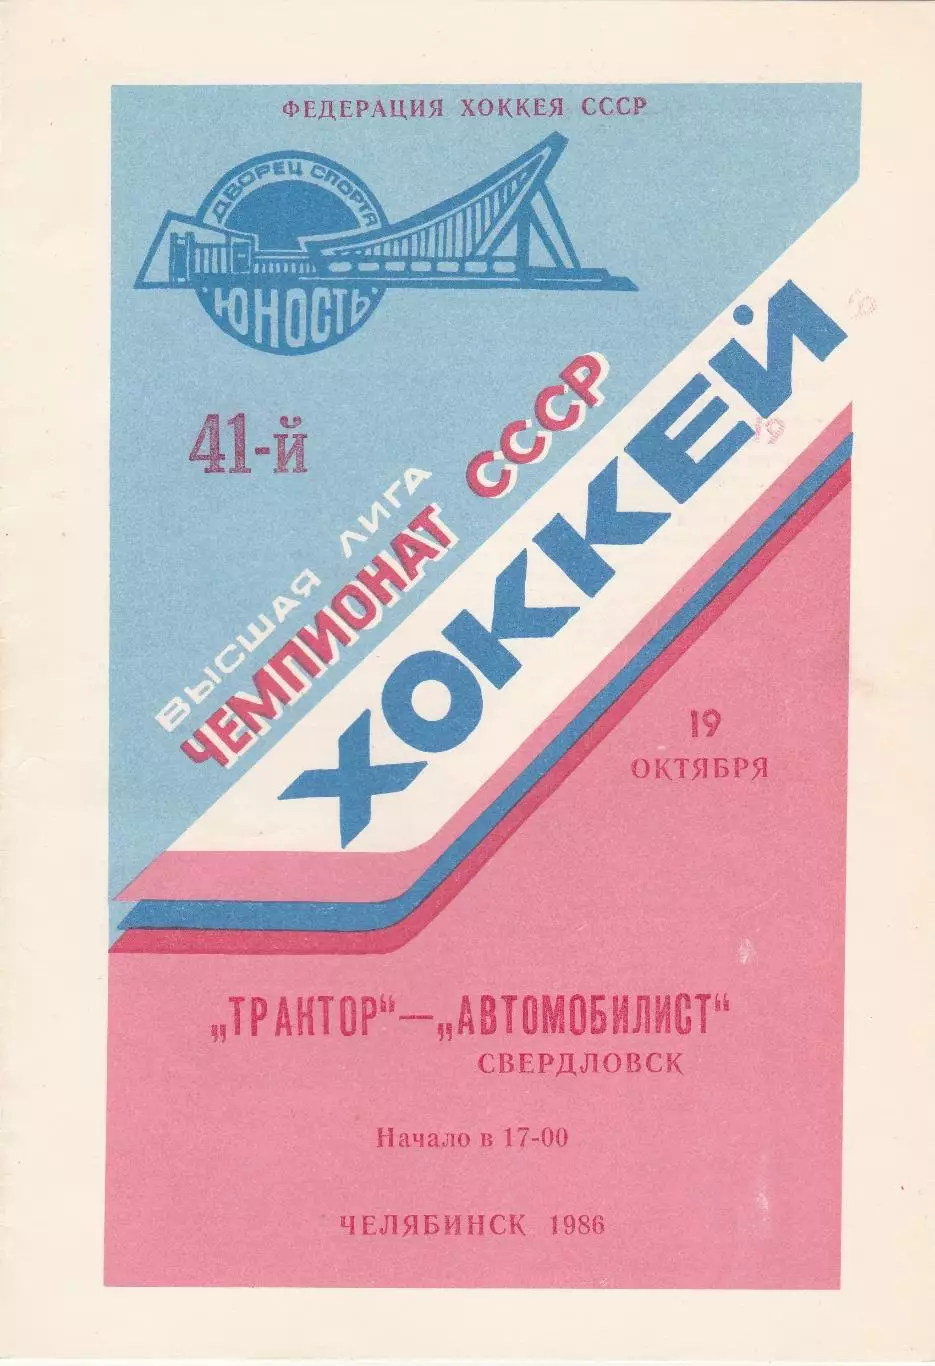 ФЕДЕРАЦИЯ ХОККЕЯ СССР
ДВОРЕЦ СПОРТА
"ЮНОСТЬ"
41-й
ВЫСШАЯ ЛИГА
ЧЕМПИОНАТ СССР
ХОККЕЙ
19
ОКТЯБРЯ
„ТРАКТОР“—„АВТОМОБИЛИСТ“
СВЕРДЛОВСК
Начало в 17-00
ЧЕЛЯБИНСК 1986